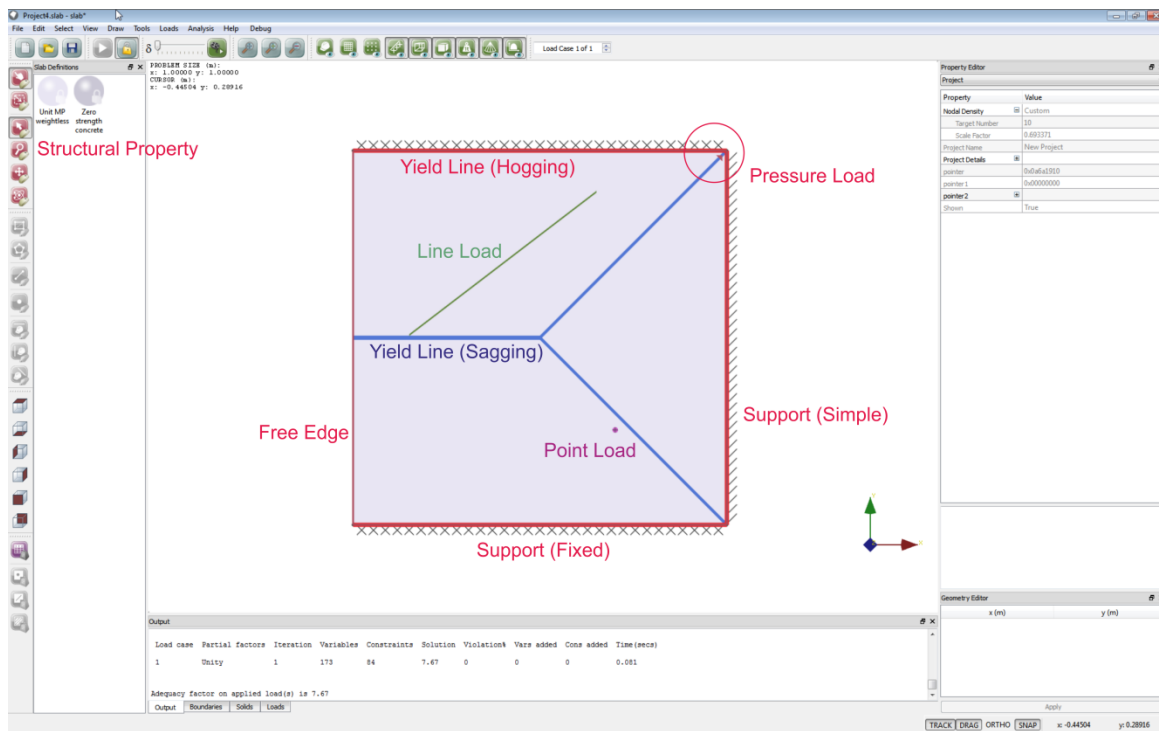 Project4.slab - slab*
File Edit Select View Draw Tools Loads Analysis Help Debug
δ
Load Case 1 of 1
Slab Definitions
Unit MP weightless
Zero strength concrete
Structural Property
PROBLEM SIZE (m):
x: 1.00000 y: 1.00000
CURSOR (m):
x: -0.44504 y: 0.28916
Yield Line (Hogging)
Pressure Load
Line Load
Yield Line (Sagging)
Support (Simple)
Free Edge
Point Load
Support (Fixed)
Property Editor
Project
Property Value
Nodal Density Custom
Target Number 10
Scale Factor 0.693371
Project Name New Project
Project Details
pointer 0x0a6a1910
pointer1 0x00000000
pointer2
Shown True
Geometry Editor
x (m) y (m)
Apply
Output
Load case Partial factors Iteration Variables Constraints Solution Violation% Vars added Cons added Time(secs)
1 Unity 1 173 84 7.67 0 0 0 0.081
Adequacy factor on applied load(s) is 7.67
Output Boundaries Solids Loads
TRACK DRAG ORTHO SNAP x: -0.44504 y: 0.28916